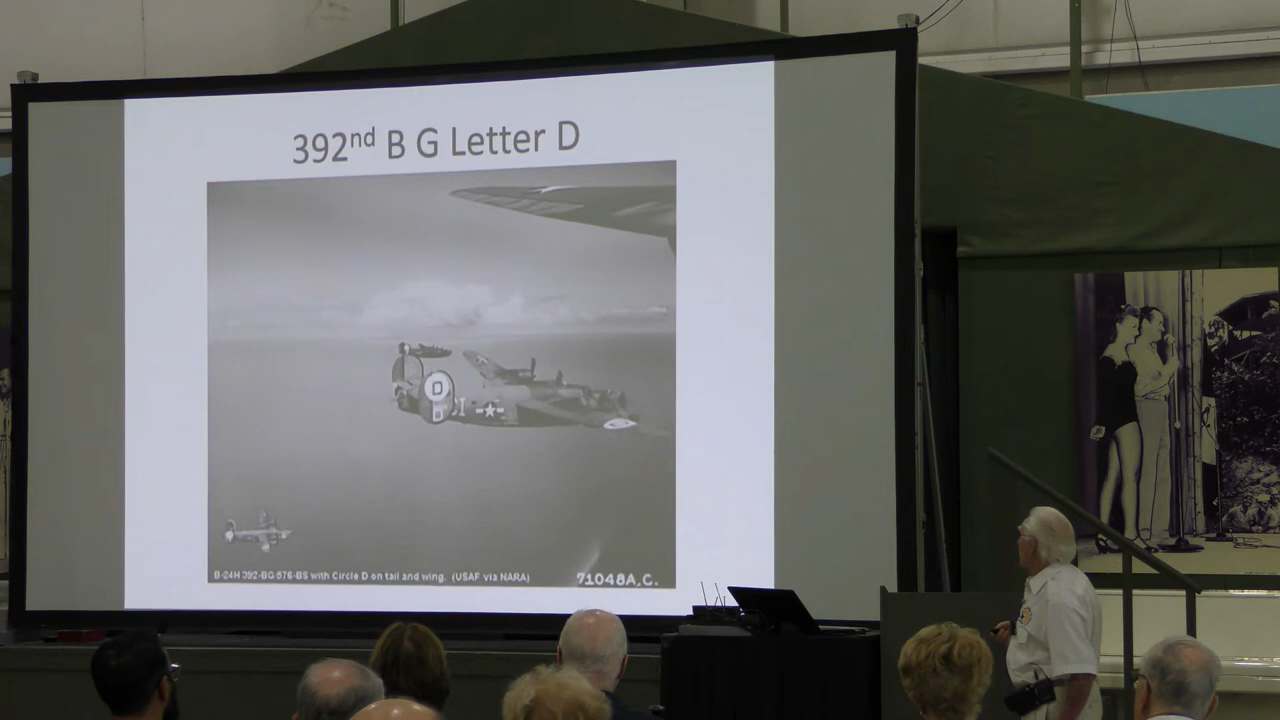 392nd B G Letter D
D
D I
B-24H 392-BG 576-BS with Circle D on tail and wing. (USAF via NARA)
71048A.C.